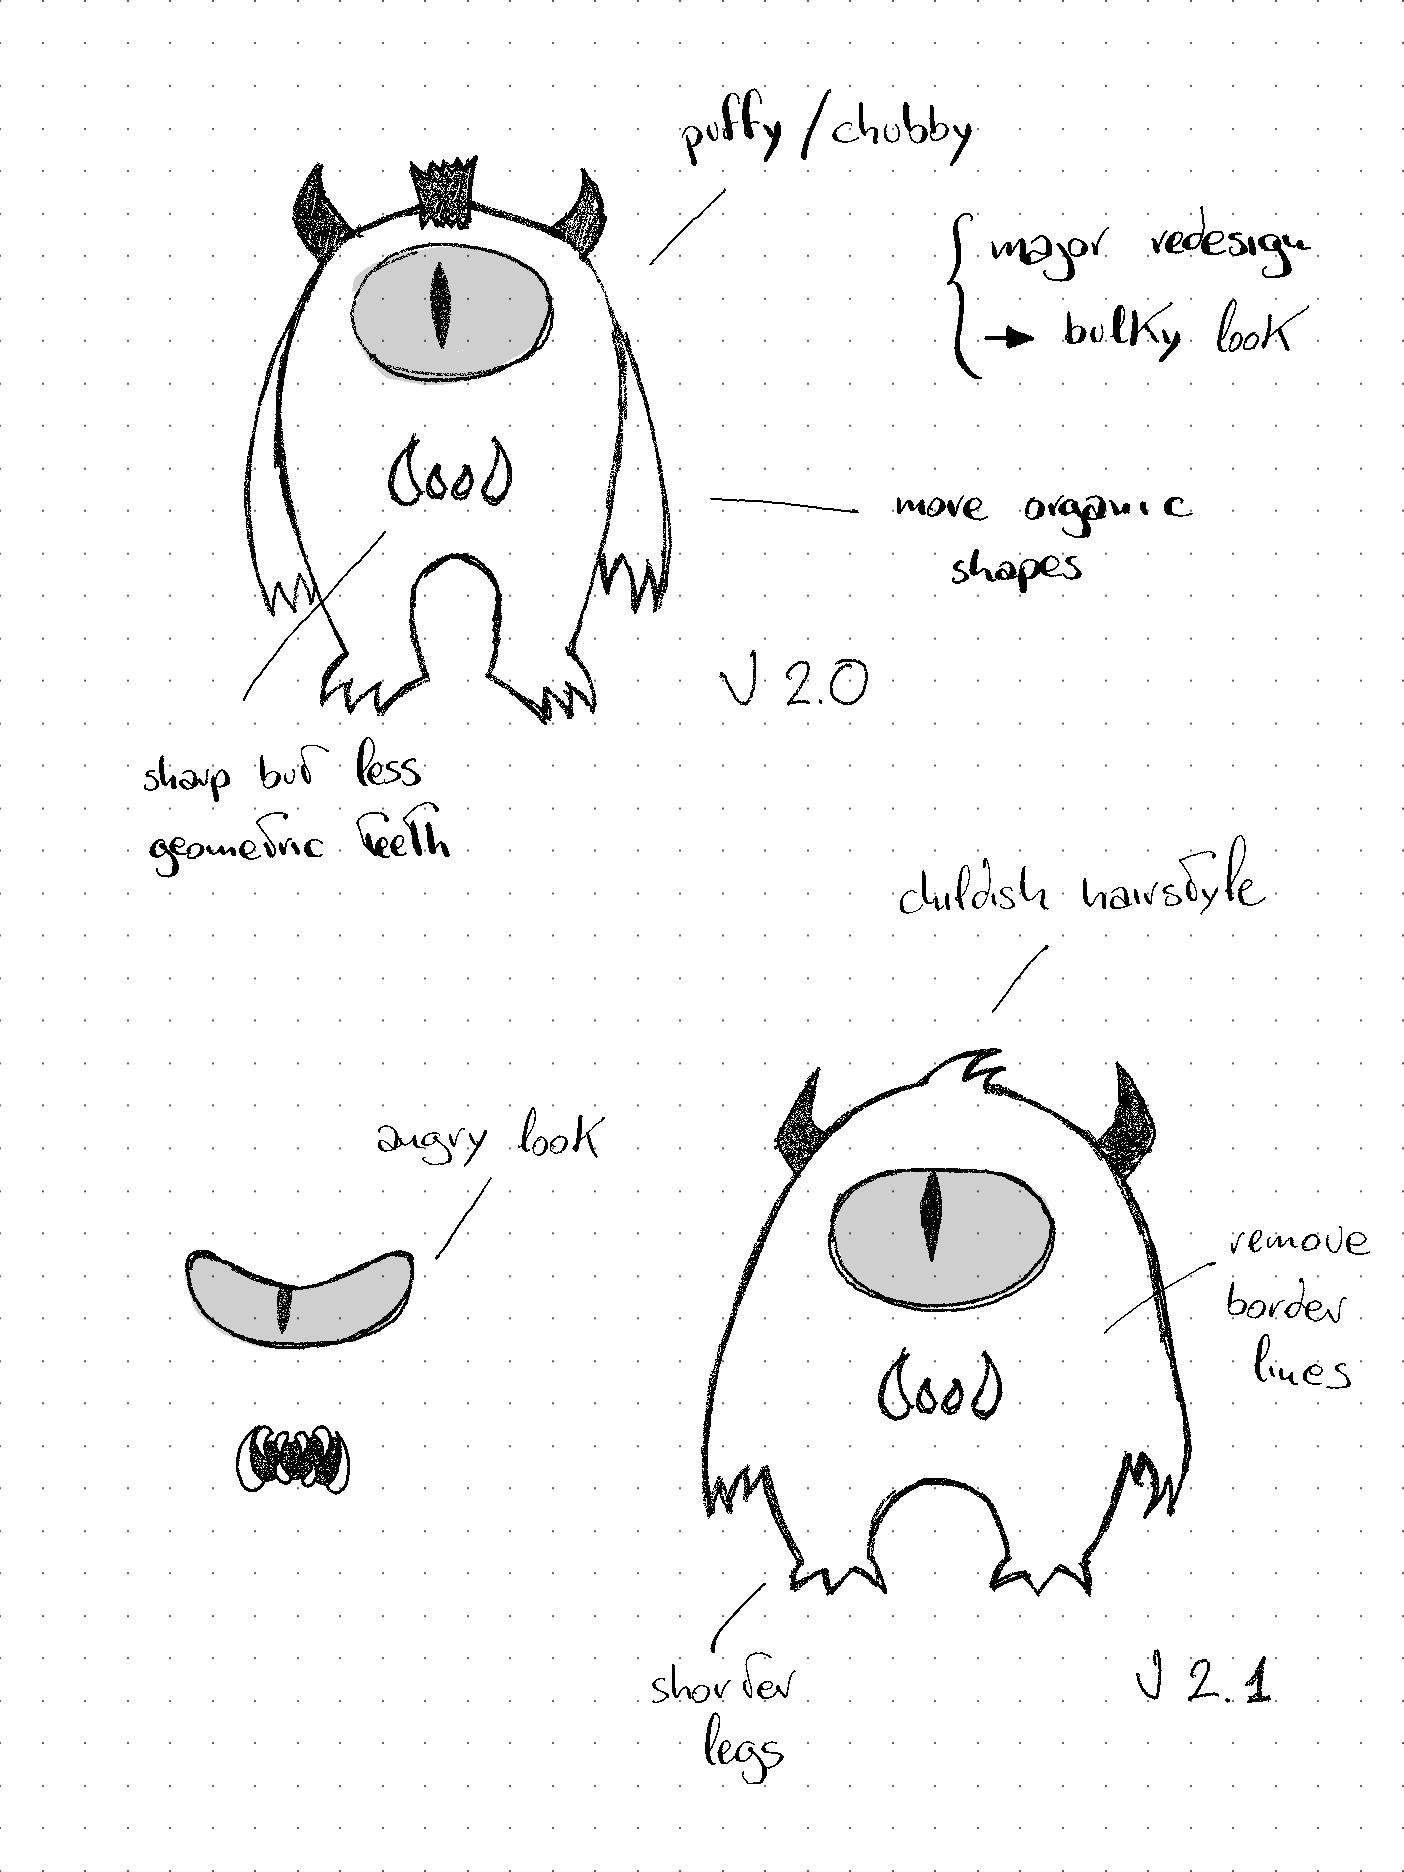 puffy / chubby
major redesign
→ bulky look
more organic
shapes
V 2.0
sharp but less
geometric teeth
childish hairstyle
angry look
remove
border
lines
shorter
legs
V 2.1